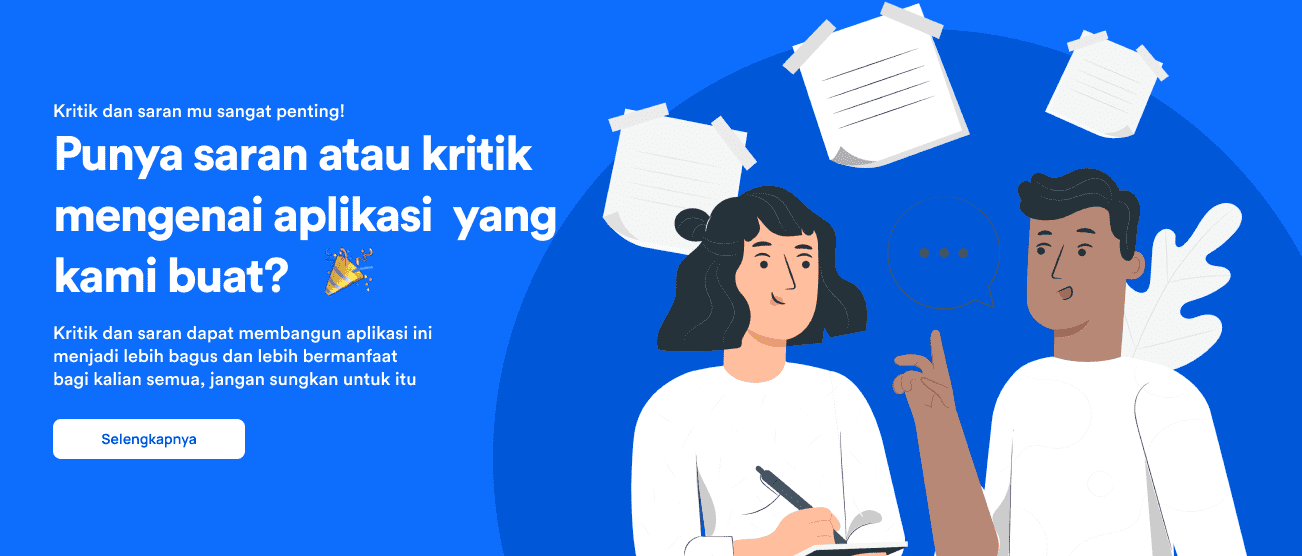 Kritik dan saran mu sangat penting!
Punya saran atau kritik
mengenai aplikasi yang
kami buat? 🎉
Kritik dan saran dapat membangun aplikasi ini
menjadi lebih bagus dan lebih bermanfaat
bagi kalian semua, jangan sungkan untuk itu
Selengkapnya